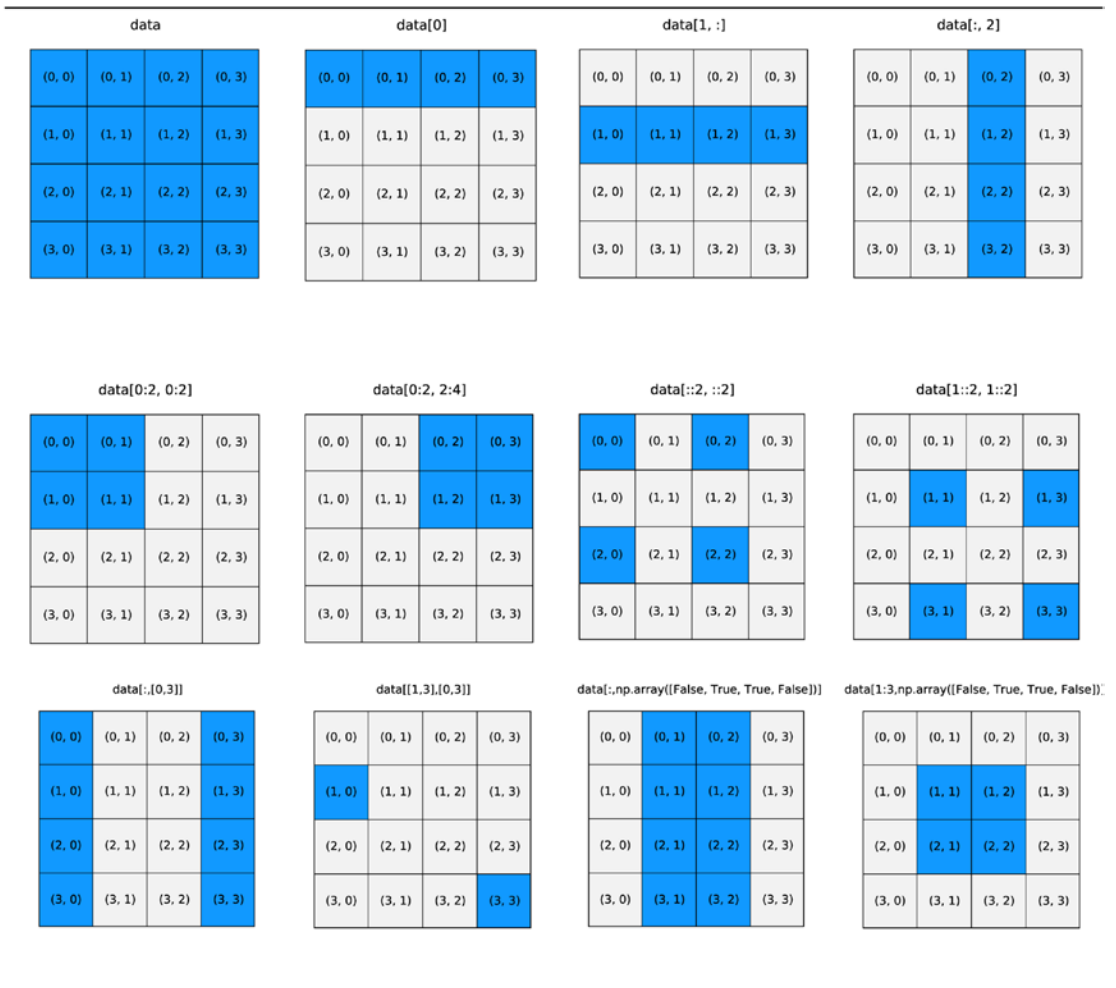 data data[0] data[1, :] data[:, 2]
(0, 0) (0, 1) (0, 2) (0, 3) (0, 0) (0, 1) (0, 2) (0, 3) (0, 0) (0, 1) (0, 2) (0, 3) (0, 0) (0, 1) (0, 2) (0, 3)
(1, 0) (1, 1) (1, 2) (1, 3) (1, 0) (1, 1) (1, 2) (1, 3) (1, 0) (1, 1) (1, 2) (1, 3) (1, 0) (1, 1) (1, 2) (1, 3)
(2, 0) (2, 1) (2, 2) (2, 3) (2, 0) (2, 1) (2, 2) (2, 3) (2, 0) (2, 1) (2, 2) (2, 3) (2, 0) (2, 1) (2, 2) (2, 3)
(3, 0) (3, 1) (3, 2) (3, 3) (3, 0) (3, 1) (3, 2) (3, 3) (3, 0) (3, 1) (3, 2) (3, 3) (3, 0) (3, 1) (3, 2) (3, 3)
data[0:2, 0:2] data[0:2, 2:4] data[::2, ::2] data[1::2, 1::2]
(0, 0) (0, 1) (0, 2) (0, 3) (0, 0) (0, 1) (0, 2) (0, 3) (0, 0) (0, 1) (0, 2) (0, 3) (0, 0) (0, 1) (0, 2) (0, 3)
(1, 0) (1, 1) (1, 2) (1, 3) (1, 0) (1, 1) (1, 2) (1, 3) (1, 0) (1, 1) (1, 2) (1, 3) (1, 0) (1, 1) (1, 2) (1, 3)
(2, 0) (2, 1) (2, 2) (2, 3) (2, 0) (2, 1) (2, 2) (2, 3) (2, 0) (2, 1) (2, 2) (2, 3) (2, 0) (2, 1) (2, 2) (2, 3)
(3, 0) (3, 1) (3, 2) (3, 3) (3, 0) (3, 1) (3, 2) (3, 3) (3, 0) (3, 1) (3, 2) (3, 3) (3, 0) (3, 1) (3, 2) (3, 3)
data[:,[0,3]] data[[1,3],[0,3]] data[:,np.array([False, True, True, False])] data[1:3,np.array([False, True, True, False])]
(0, 0) (0, 1) (0, 2) (0, 3) (0, 0) (0, 1) (0, 2) (0, 3) (0, 0) (0, 1) (0, 2) (0, 3) (0, 0) (0, 1) (0, 2) (0, 3)
(1, 0) (1, 1) (1, 2) (1, 3) (1, 0) (1, 1) (1, 2) (1, 3) (1, 0) (1, 1) (1, 2) (1, 3) (1, 0) (1, 1) (1, 2) (1, 3)
(2, 0) (2, 1) (2, 2) (2, 3) (2, 0) (2, 1) (2, 2) (2, 3) (2, 0) (2, 1) (2, 2) (2, 3) (2, 0) (2, 1) (2, 2) (2, 3)
(3, 0) (3, 1) (3, 2) (3, 3) (3, 0) (3, 1) (3, 2) (3, 3) (3, 0) (3, 1) (3, 2) (3, 3) (3, 0) (3, 1) (3, 2) (3, 3)